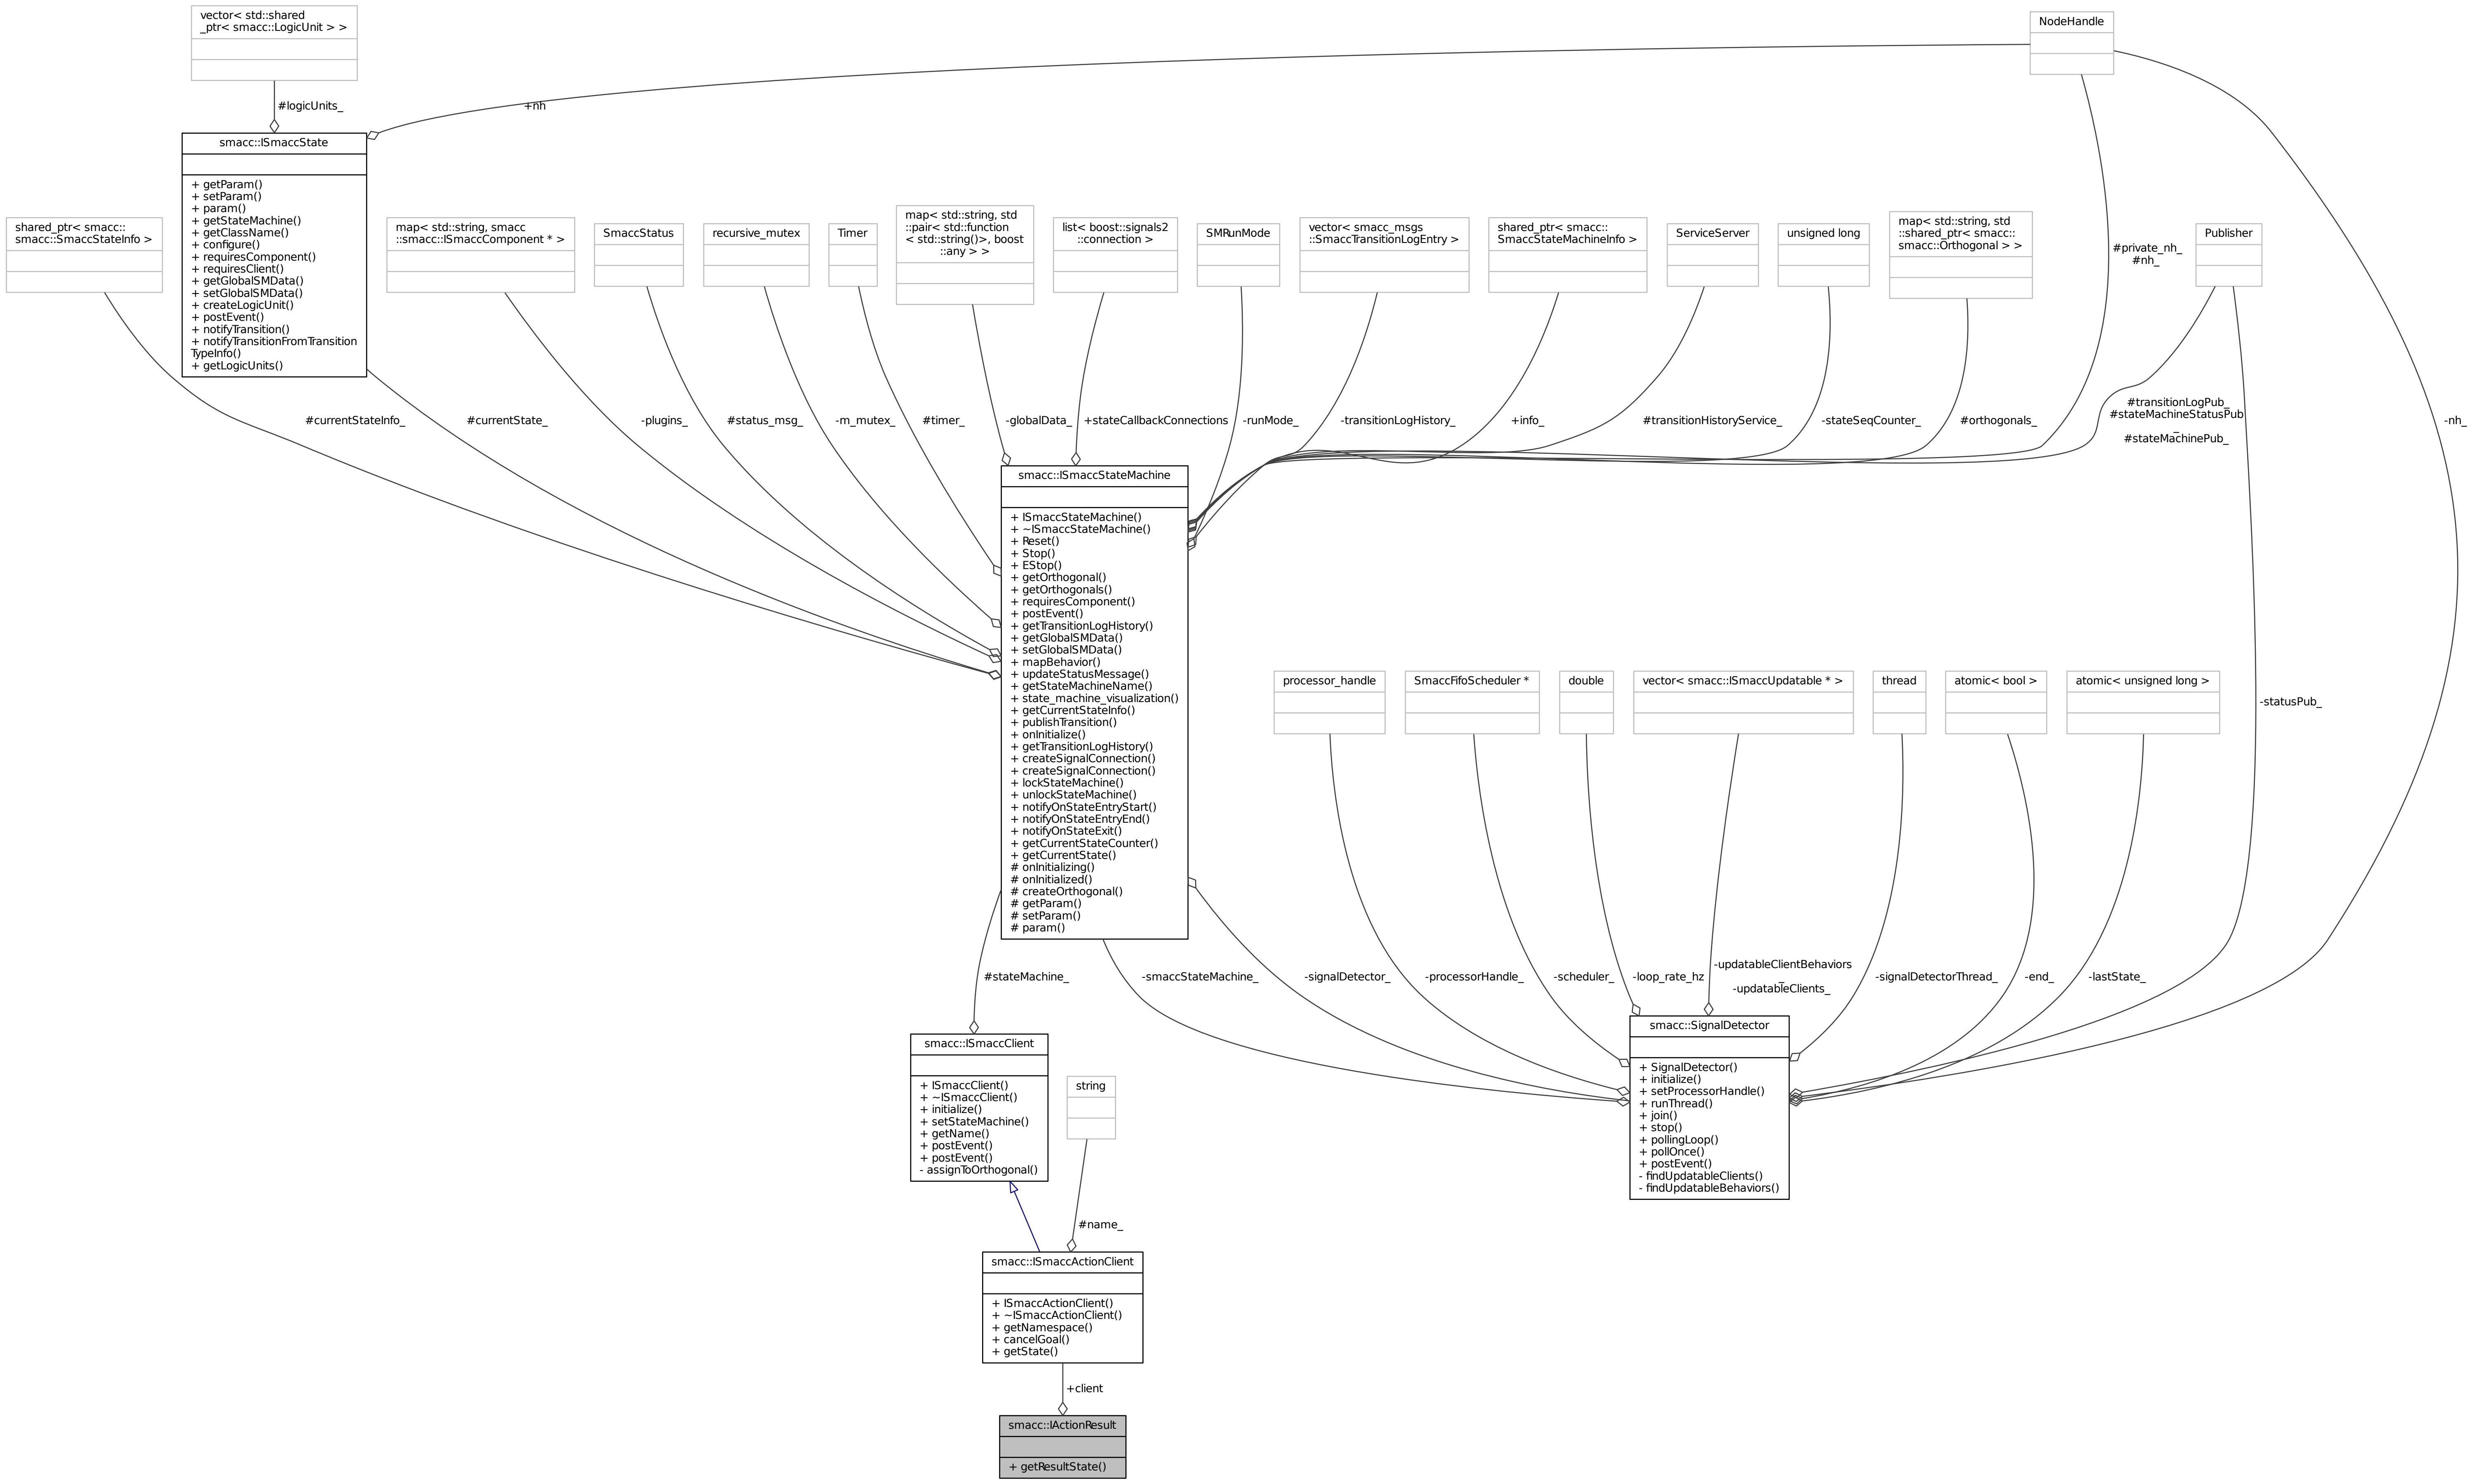 vector< std::shared
_ptr< smacc::LogicUnit > >
NodeHandle
#logicUnits_
+nh
smacc::ISmaccState
+ getParam()
+ setParam()
+ param()
+ getStateMachine()
+ getClassName()
+ configure()
+ requiresComponent()
+ requiresClient()
+ getGlobalSMData()
+ setGlobalSMData()
+ createLogicUnit()
+ postEvent()
+ notifyTransition()
+ notifyTransitionFromTransition
TypeInfo()
+ getLogicUnits()
shared_ptr< smacc::
smacc::SmaccStateInfo >
map< std::string, smacc
::smacc::ISmaccComponent * >
SmaccStatus
recursive_mutex
Timer
map< std::string, std
::pair< std::function
< std::string()>, boost
::any > >
list< boost::signals2
::connection >
SMRunMode
vector< smacc_msgs
::SmaccTransitionLogEntry >
shared_ptr< smacc::
SmaccStateMachineInfo >
ServiceServer
unsigned long
map< std::string, std
::shared_ptr< smacc::
smacc::Orthogonal > >
Publisher
#private_nh_
#nh_
#currentStateInfo_
#currentState_
-plugins_
#status_msg_
-m_mutex_
#timer_
-globalData_
+stateCallbackConnections
-runMode_
-transitionLogHistory_
+info_
#transitionHistoryService_
-stateSeqCounter_
#orthogonals_
#transitionLogPub_
#stateMachineStatusPub
_
#stateMachinePub_
-nh_
smacc::ISmaccStateMachine
+ ISmaccStateMachine()
+ ~ISmaccStateMachine()
+ Reset()
+ Stop()
+ EStop()
+ getOrthogonal()
+ getOrthogonals()
+ requiresComponent()
+ postEvent()
+ getTransitionLogHistory()
+ getGlobalSMData()
+ setGlobalSMData()
+ mapBehavior()
+ updateStatusMessage()
+ getStateMachineName()
+ state_machine_visualization()
+ getCurrentStateInfo()
+ publishTransition()
+ onInitialize()
+ getTransitionLogHistory()
+ createSignalConnection()
+ createSignalConnection()
+ lockStateMachine()
+ unlockStateMachine()
+ notifyOnStateEntryStart()
+ notifyOnStateEntryEnd()
+ notifyOnStateExit()
+ getCurrentStateCounter()
+ getCurrentState()
# onInitializing()
# onInitialized()
# createOrthogonal()
# getParam()
# setParam()
# param()
processor_handle
SmaccFifoScheduler *
double
vector< smacc::ISmaccUpdatable * >
thread
atomic< bool >
atomic< unsigned long >
-statusPub_
#stateMachine_
-smaccStateMachine_
-signalDetector_
-processorHandle_
-scheduler_
-loop_rate_hz
-updatableClientBehaviors
_
-updatableClients_
-signalDetectorThread_
-end_
-lastState_
smacc::SignalDetector
+ SignalDetector()
+ initialize()
+ setProcessorHandle()
+ runThread()
+ join()
+ stop()
+ pollingLoop()
+ pollOnce()
+ postEvent()
- findUpdatableClients()
- findUpdatableBehaviors()
smacc::ISmaccClient
+ ISmaccClient()
+ ~ISmaccClient()
+ initialize()
+ setStateMachine()
+ getName()
+ postEvent()
+ postEvent()
- assignToOrthogonal()
string
#name_
smacc::ISmaccActionClient
+ ISmaccActionClient()
+ ~ISmaccActionClient()
+ getNamespace()
+ cancelGoal()
+ getState()
+client
smacc::IActionResult
+ getResultState()